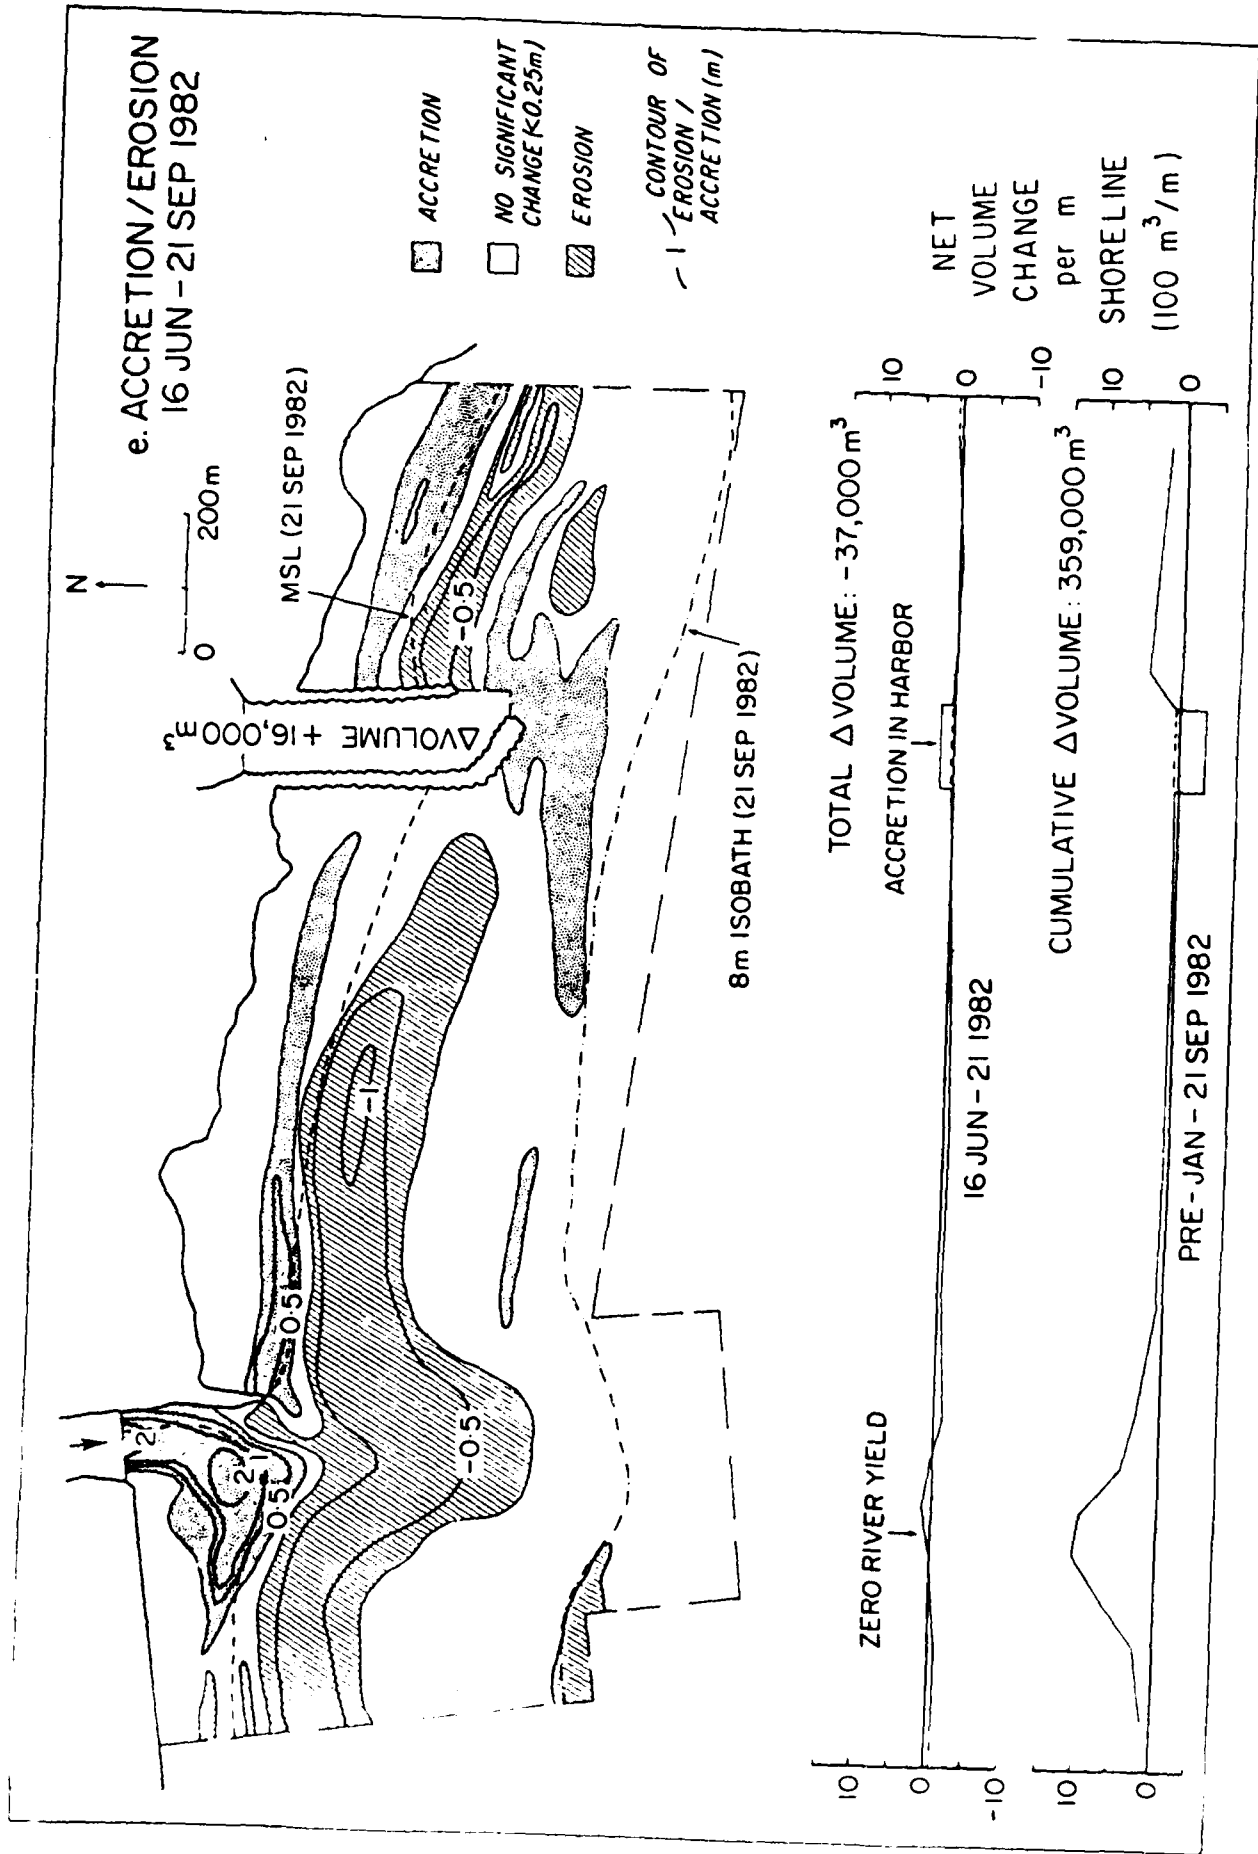 e. ACCRETION/EROSION
16 JUN-21 SEP 1982
N
0 200m
MSL (21 SEP 1982)
ACCRETION
NO SIGNIFICANT
CHANGE (<0.25m)
EROSION
1
CONTOUR OF
EROSION /
ACCRETION (m)
ΔVOLUME + 16,000 m³
2
2
1
0.5
0.5
-0.5
-1
-0.5
8m ISOBATH (21 SEP 1982)
NET
VOLUME
CHANGE
per m
SHORELINE
(100 m³/m)
TOTAL ΔVOLUME: -37,000m³
ACCRETION IN HARBOR
ZERO RIVER YIELD
10
0
-10
10
0
-10
16 JUN-21 1982
CUMULATIVE ΔVOLUME: 359,000m³
10
0
10
0
PRE-JAN-21 SEP 1982